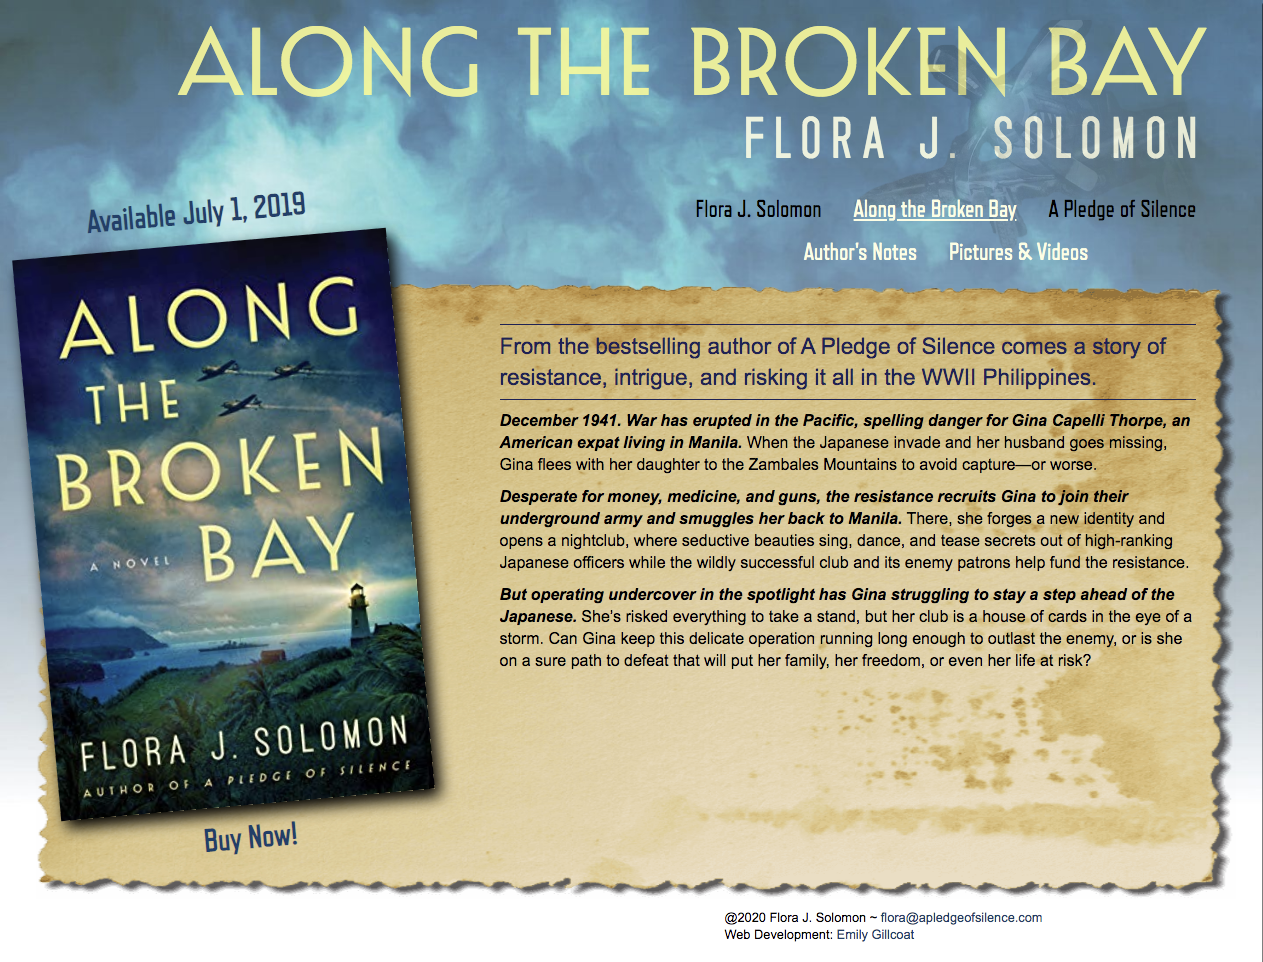 ALONG THE BROKEN BAY
FLORA J. SOLOMON
Flora J. Solomon Along the Broken Bay A Pledge of Silence
Author's Notes Pictures & Videos
Available July 1, 2019
ALONG
THE
BROKEN
BAY
A NOVEL
FLORA J. SOLOMON
AUTHOR OF A PLEDGE OF SILENCE
Buy Now!
From the bestselling author of A Pledge of Silence comes a story of
resistance, intrigue, and risking it all in the WWII Philippines.
December 1941. War has erupted in the Pacific, spelling danger for Gina Capelli Thorpe, an
American expat living in Manila. When the Japanese invade and her husband goes missing,
Gina flees with her daughter to the Zambales Mountains to avoid capture—or worse.
Desperate for money, medicine, and guns, the resistance recruits Gina to join their
underground army and smuggles her back to Manila. There, she forges a new identity and
opens a nightclub, where seductive beauties sing, dance, and tease secrets out of high-ranking
Japanese officers while the wildly successful club and its enemy patrons help fund the resistance.
But operating undercover in the spotlight has Gina struggling to stay a step ahead of the
Japanese. She's risked everything to take a stand, but her club is a house of cards in the eye of a
storm. Can Gina keep this delicate operation running long enough to outlast the enemy, or is she
on a sure path to defeat that will put her family, her freedom, or even her life at risk?
@2020 Flora J. Solomon ~ flora@apledgeofsilence.com
Web Development: Emily Gillcoat